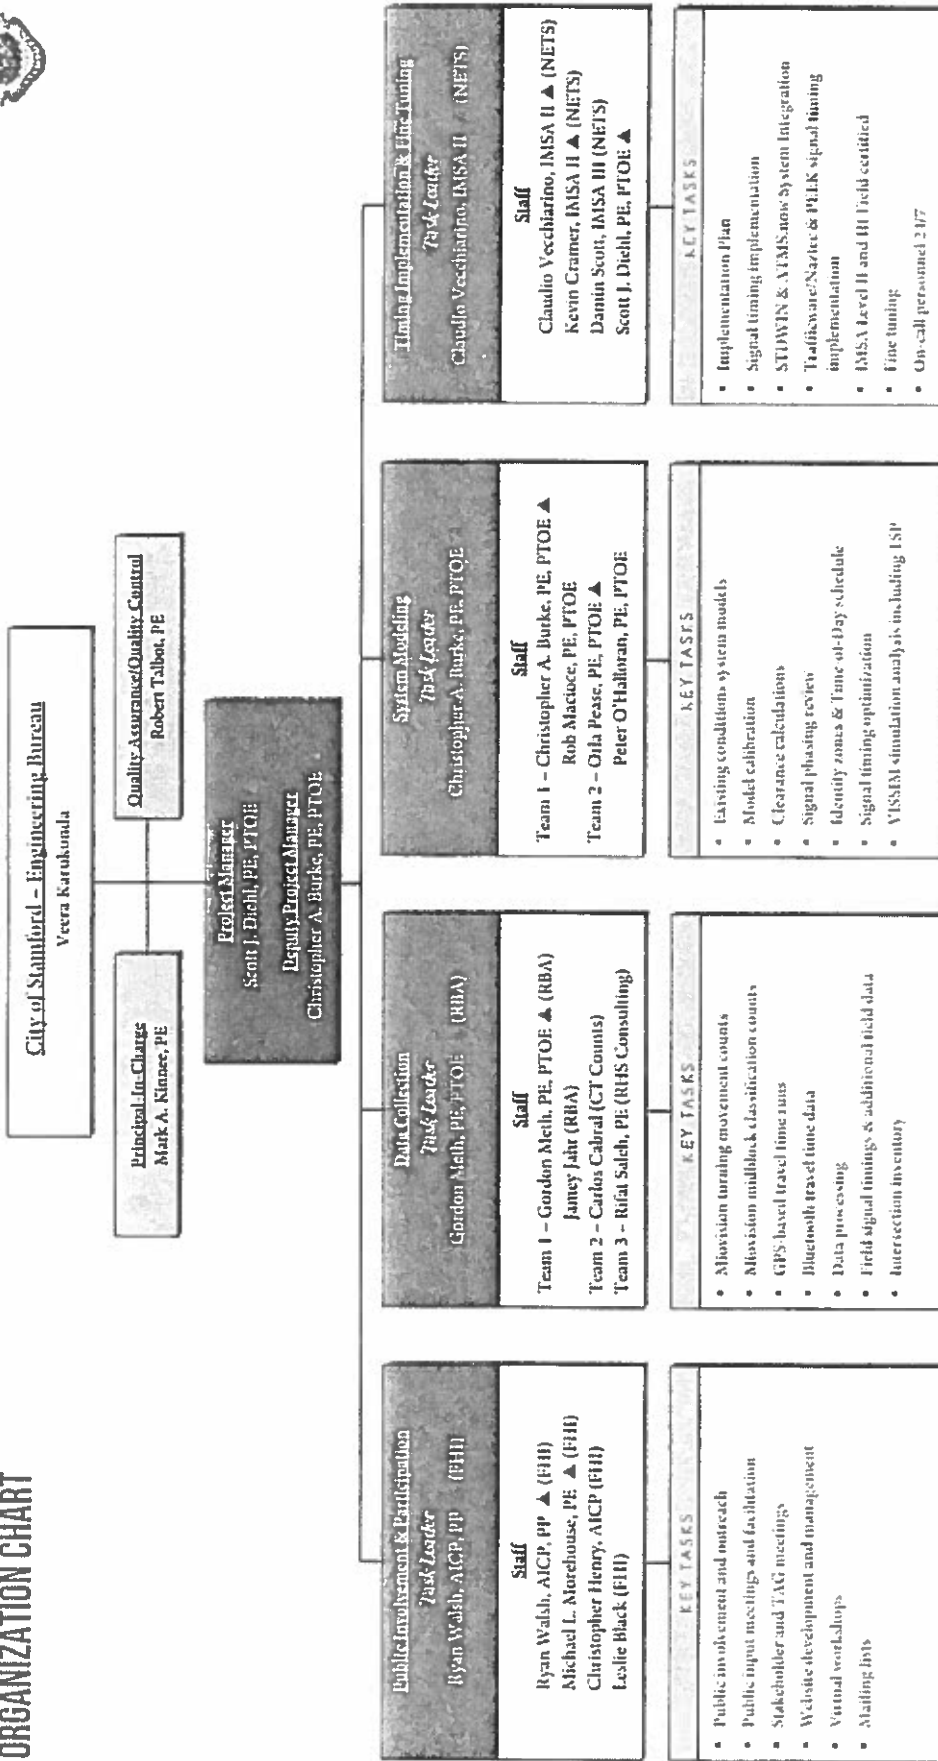 ORGANIZATION CHART
City of Stamford – Engineering Bureau
Veera Karukonda
Principal-In-Charge
Mark A. Kinnee, PE
Quality Assurance/Quality Control
Robert Talbot, PE
Project Manager
Scott J. Diehl, PE, PTOE
Deputy Project Manager
Christopher A. Burke, PE, PTOE
Public Involvement & Participation
Task Leader
Ryan Walsh, AICP, PP (FHI)
Staff
Ryan Walsh, AICP, PP ▲ (FHI)
Michael L. Morehouse, PE ▲ (FHI)
Christopher Henry, AICP (FHI)
Leslie Black (FHI)
KEY TASKS
• Public involvement and outreach
• Public input meetings and facilitation
• Stakeholder and TAG meetings
• Website development and management
• Virtual workshops
• Mailing lists
Data Collection
Task Leader
Gordon Meth, PE, PTOE (RBA)
Staff
Team 1 – Gordon Meth, PE, PTOE ▲ (RBA)
Jamey Jahr (RBA)
Team 2 – Carlos Cabral (CT Counts)
Team 3 – Rifat Saleh, PE (RHS Consulting)
KEY TASKS
• Miovision turning movement counts
• Miovision midblock classification counts
• GPS-based travel time runs
• Bluetooth travel time data
• Data processing
• Field signal timings & additional field data
• Intersection inventory
System Modeling
Task Leader
Christopher A. Burke, PE, PTOE
Staff
Team 1 – Christopher A. Burke, PE, PTOE ▲
Rob Macioce, PE, PTOE
Team 2 – Orla Pease, PE, PTOE ▲
Peter O'Halloran, PE, PTOE
KEY TASKS
• Existing conditions system models
• Model calibration
• Clearance calculations
• Signal phasing review
• Identity zones & Time-of-Day schedule
• Signal timing optimization
• VISSIM simulation analysis including TSP
Timing Implementation & Fine Tuning
Task Leader
Claudio Vecchiarino, IMSA II ▲ (NETS)
Staff
Claudio Vecchiarino, IMSA II ▲ (NETS)
Kevin Cramer, IMSA II ▲ (NETS)
Damin Scott, IMSA III (NETS)
Scott J. Diehl, PE, PTOE ▲
KEY TASKS
• Implementation Plan
• Signal timing implementation
• STDWIN & ATMS.now System Integration
• Trafficware/Naztec & PEEK signal timing
implementation
• IMSA Level II and III Field certified
• Fine tuning
• On-call personnel 24/7